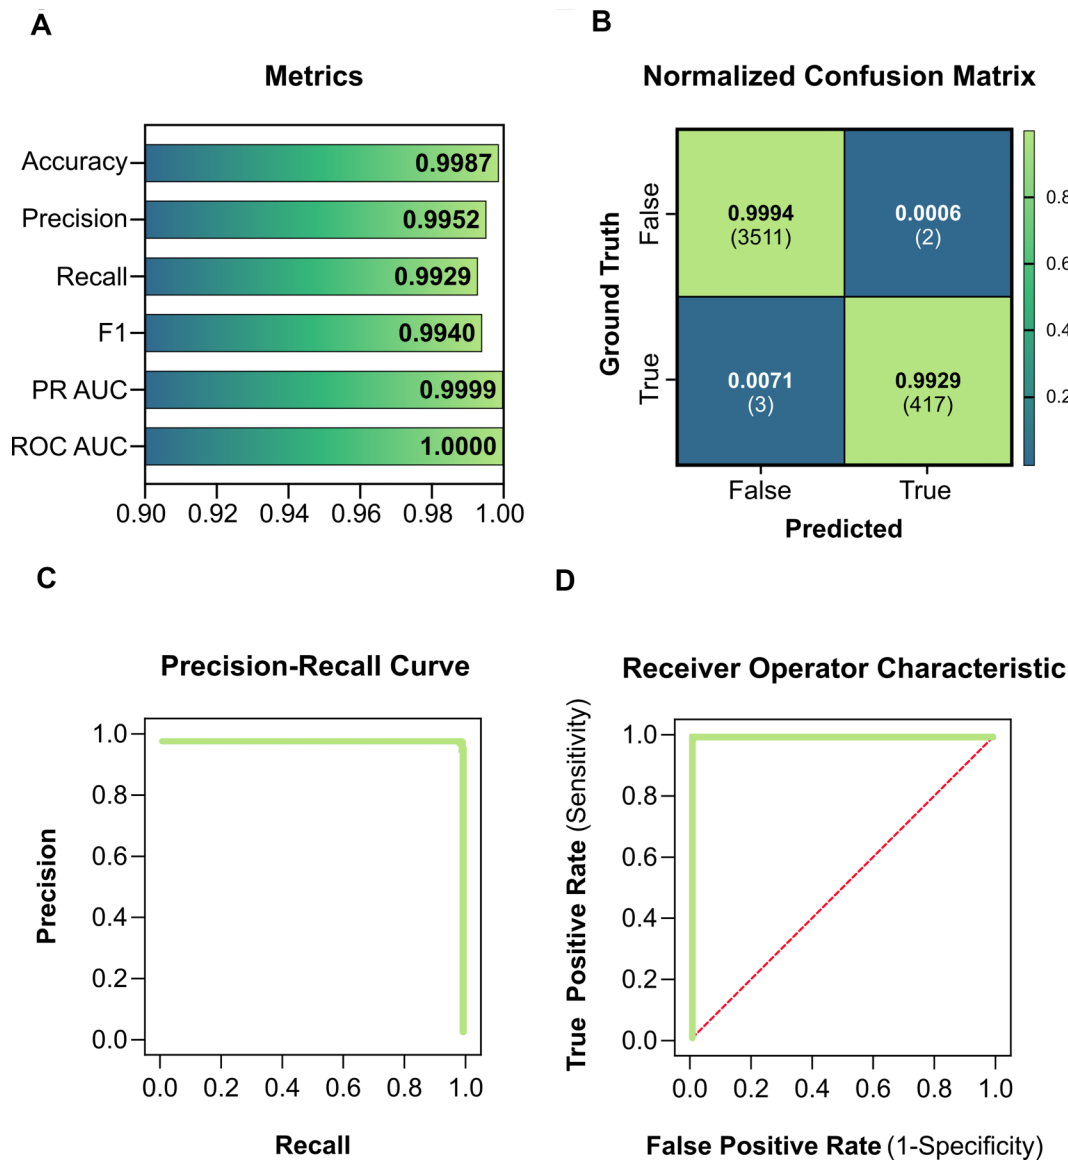 A
Metrics
Accuracy
0.9987
Precision
0.9952
Recall
0.9929
F1
0.9940
PR AUC
0.9999
ROC AUC
1.0000
0.90 0.92 0.94 0.96 0.98 1.00
B
Normalized Confusion Matrix
Ground Truth
False
True
0.9994
(3511)
0.0006
(2)
0.0071
(3)
0.9929
(417)
False True
Predicted
0.8
0.6
0.4
0.2
C
Precision-Recall Curve
Precision
1.0
0.8
0.6
0.4
0.2
0.0
0.0 0.2 0.4 0.6 0.8 1.0
Recall
D
Receiver Operator Characteristic
True Positive Rate (Sensitivity)
1.0
0.8
0.6
0.4
0.2
0.0
0.0 0.2 0.4 0.6 0.8 1.0
False Positive Rate (1-Specificity)